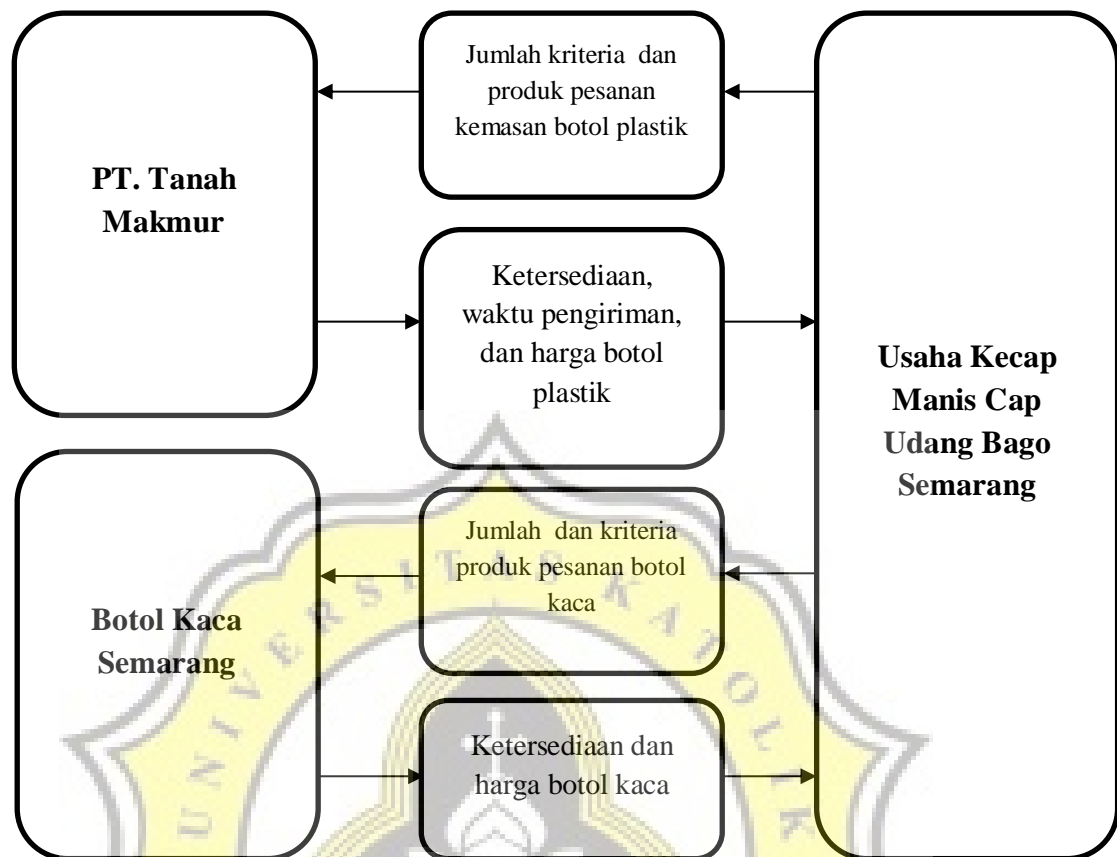 Jumlah kriteria dan
produk pesanan
kemasan botol plastik
PT. Tanah
Makmur
Ketersediaan,
waktu pengiriman,
dan harga botol
plastik
Usaha Kecap
Manis Cap
Udang Bago
Semarang
Jumlah dan kriteria
produk pesanan botol
kaca
Botol Kaca
Semarang
Ketersediaan dan
harga botol kaca
UNIVERSITAS KATOLIK